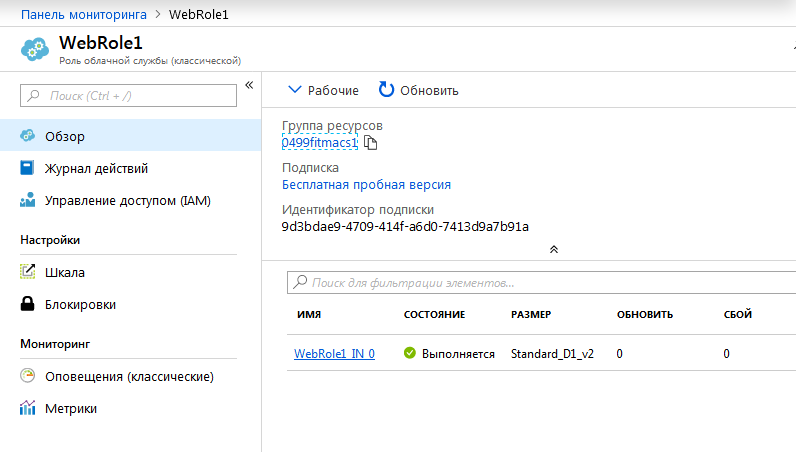 Панель мониторинга > WebRole1
WebRole1
Роль облачной службы (классической)
Поиск (Ctrl + /)
«
Обзор
Журнал действий
Управление доступом (IAM)
Настройки
Шкала
Блокировки
Мониторинг
Оповещения (классические)
Метрики
Рабочие Обновить
Группа ресурсов
0499fitmacs1
Подписка
Бесплатная пробная версия
Идентификатор подписки
9d3bdae9-4709-414f-a6d0-7413d9a7b91a
Поиск для фильтрации элементов...
ИМЯ СОСТОЯНИЕ РАЗМЕР ОБНОВИТЬ СБОЙ
WebRole1_IN_0 Выполняется Standard_D1_v2 0 0